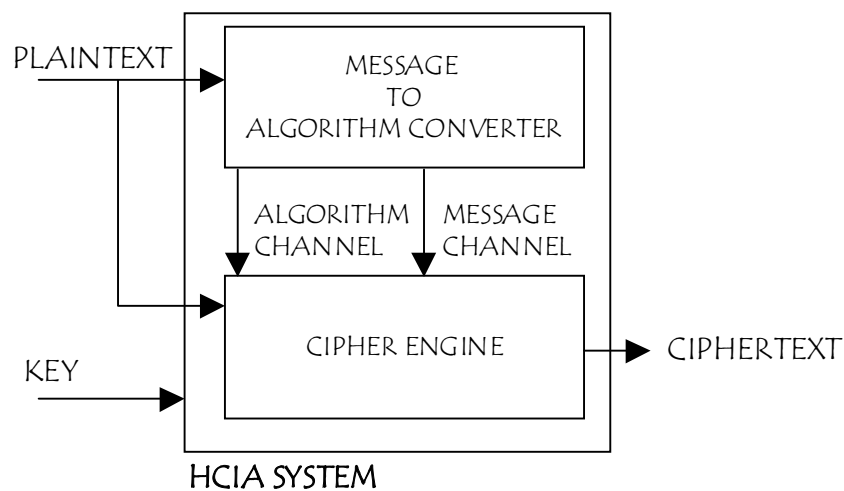 PLAINTEXT
MESSAGE
TO
ALGORITHM CONVERTER
ALGORITHM
CHANNEL
MESSAGE
CHANNEL
CIPHER ENGINE
CIPHERTEXT
KEY
HCIA SYSTEM